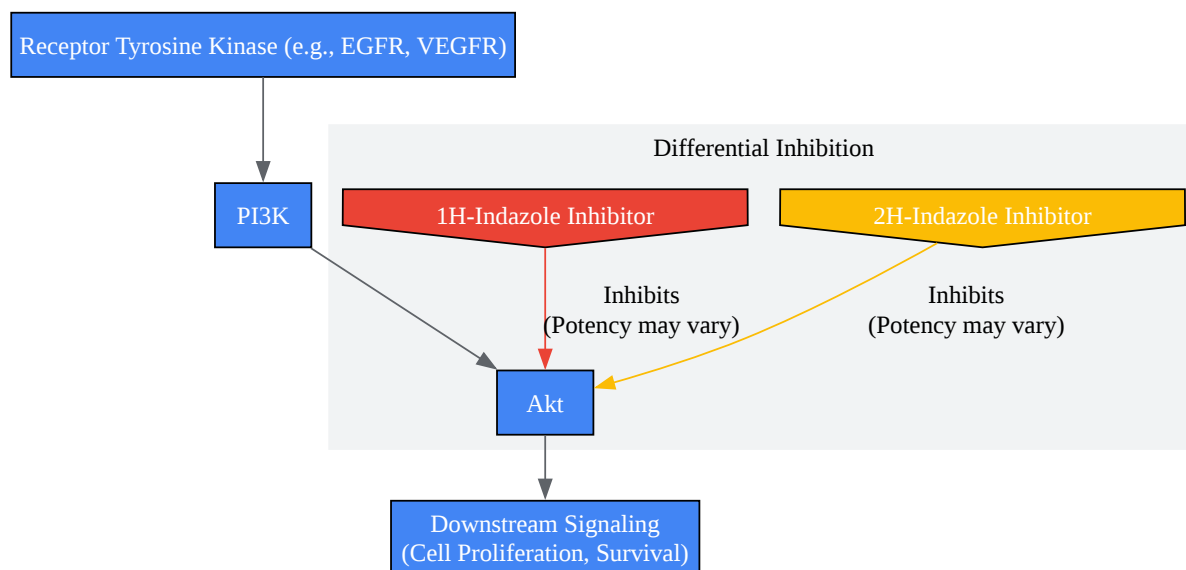 Receptor Tyrosine Kinase (e.g., EGFR, VEGFR)
Differential Inhibition
PI3K
1H-Indazole Inhibitor
2H-Indazole Inhibitor
Inhibits
(Potency may vary)
Inhibits
(Potency may vary)
Akt
Downstream Signaling
(Cell Proliferation, Survival)